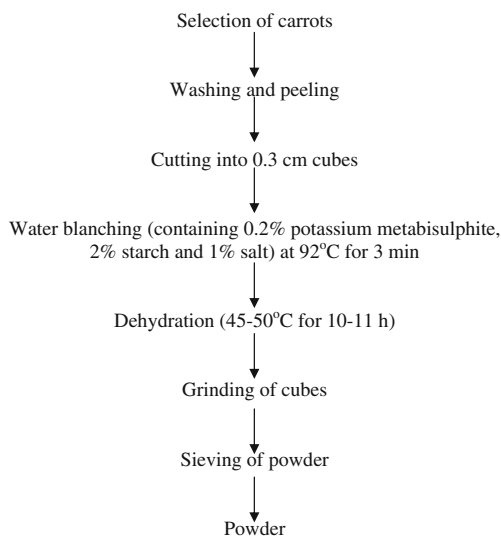 Selection of carrots
Washing and peeling
Cutting into 0.3 cm cubes
Water blanching (containing 0.2% potassium metabisulphite,
2% starch and 1% salt) at 92°C for 3 min
Dehydration (45-50°C for 10-11 h)
Grinding of cubes
Sieving of powder
Powder